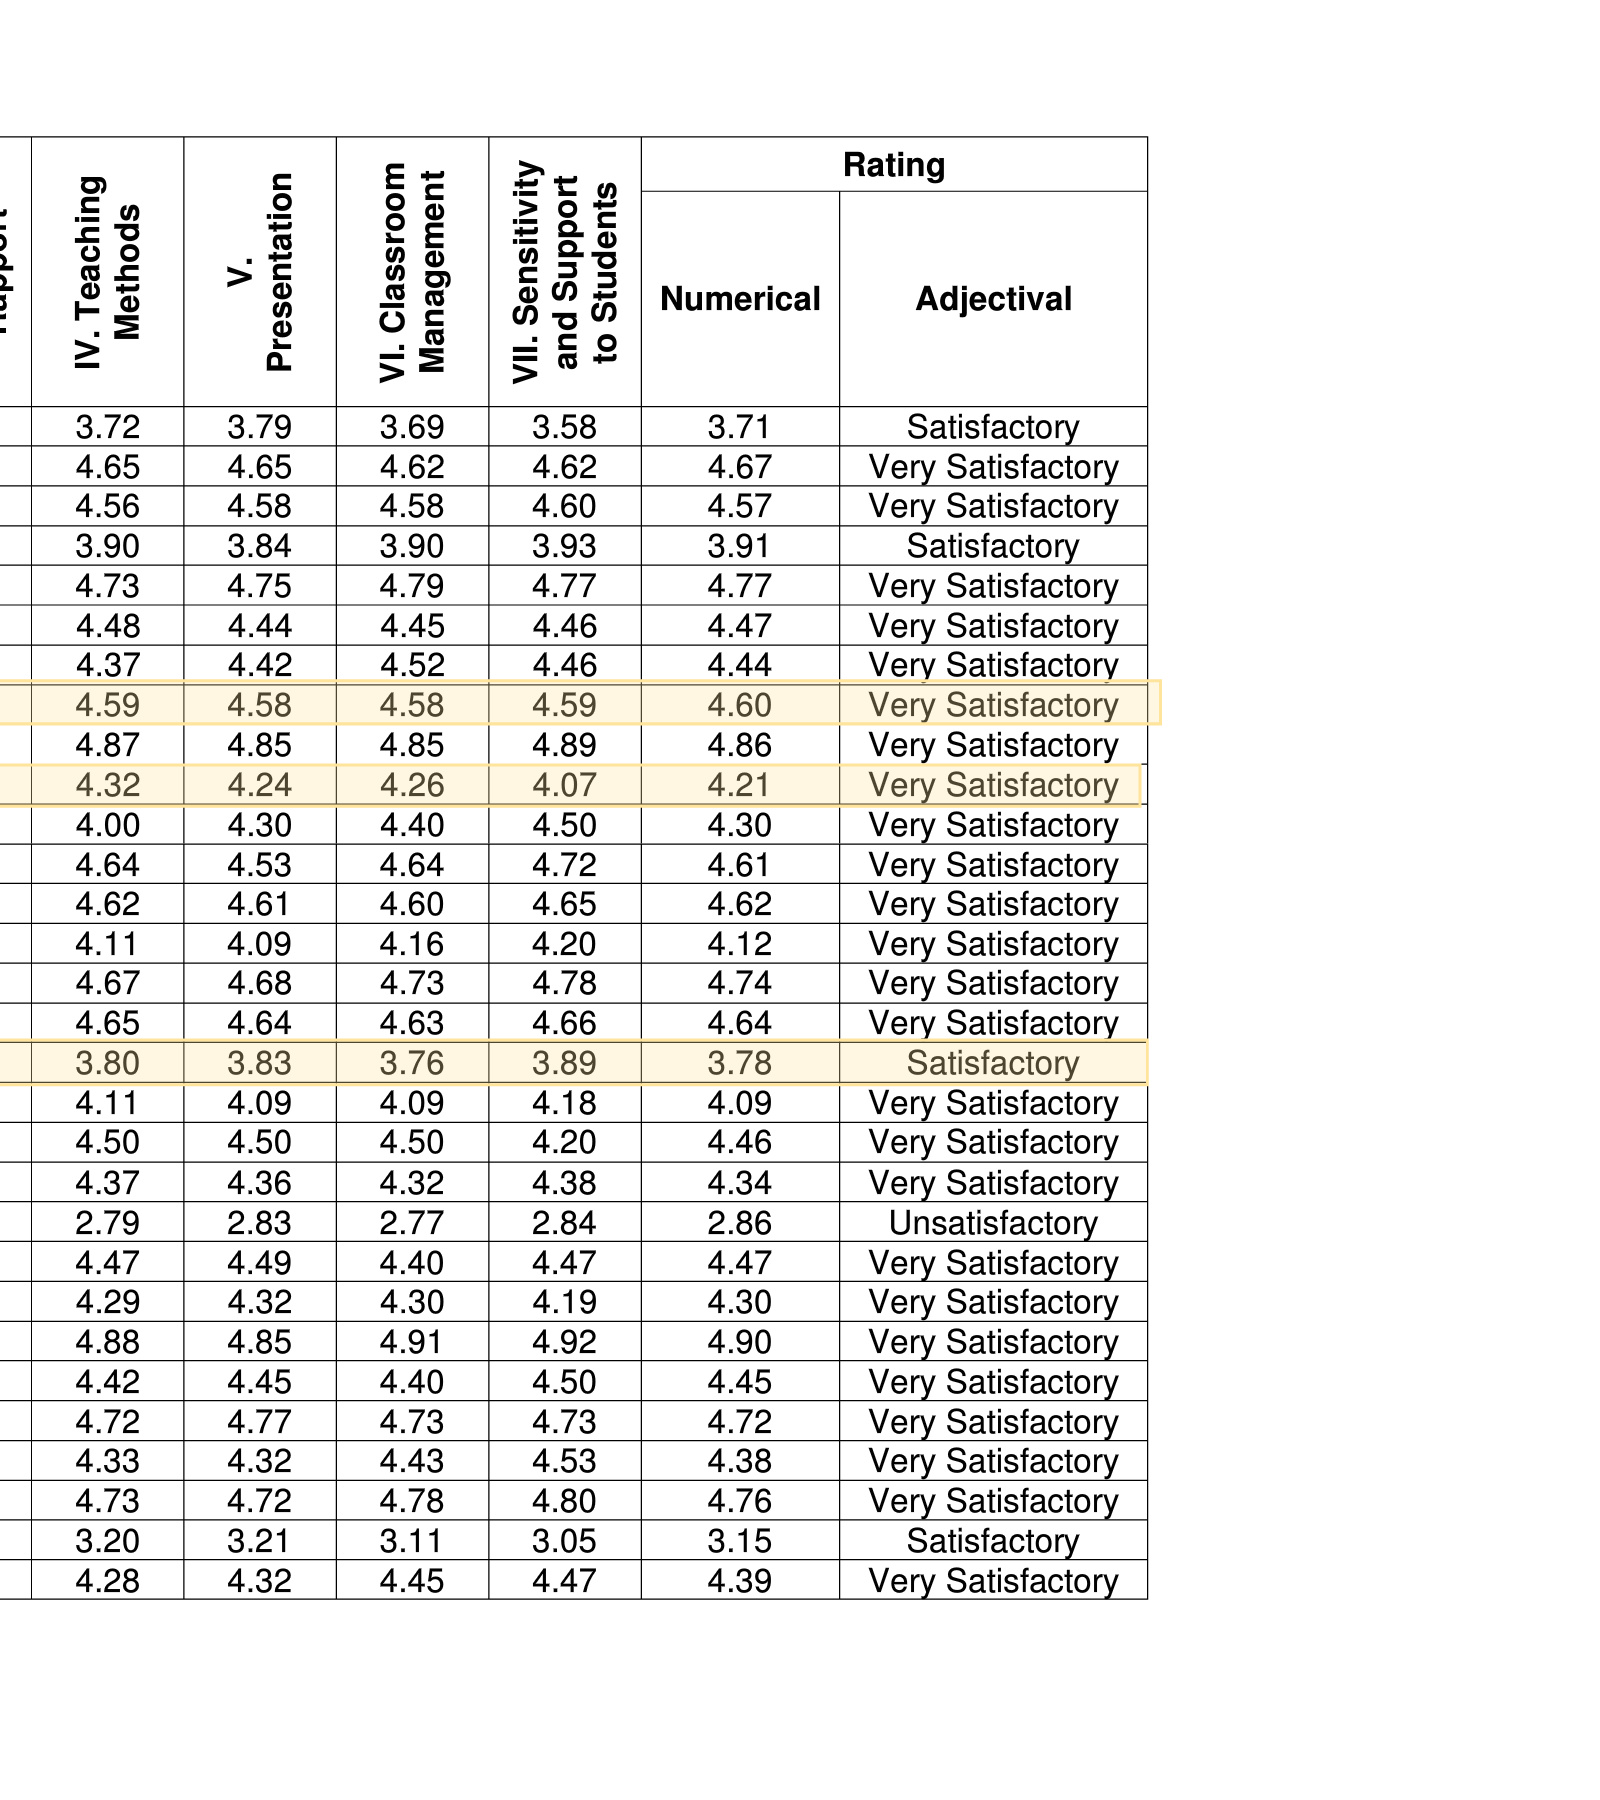 Rapport
IV. Teaching
Methods
V.
Presentation
VI. Classroom
Management
VII. Sensitivity
and Support
to Students
Rating
Numerical
Adjectival
3.72 3.79 3.69 3.58 3.71 Satisfactory
4.65 4.65 4.62 4.62 4.67 Very Satisfactory
4.56 4.58 4.58 4.60 4.57 Very Satisfactory
3.90 3.84 3.90 3.93 3.91 Satisfactory
4.73 4.75 4.79 4.77 4.77 Very Satisfactory
4.48 4.44 4.45 4.46 4.47 Very Satisfactory
4.37 4.42 4.52 4.46 4.44 Very Satisfactory
4.59 4.58 4.58 4.59 4.60 Very Satisfactory
4.87 4.85 4.85 4.89 4.86 Very Satisfactory
4.32 4.24 4.26 4.07 4.21 Very Satisfactory
4.00 4.30 4.40 4.50 4.30 Very Satisfactory
4.64 4.53 4.64 4.72 4.61 Very Satisfactory
4.62 4.61 4.60 4.65 4.62 Very Satisfactory
4.11 4.09 4.16 4.20 4.12 Very Satisfactory
4.67 4.68 4.73 4.78 4.74 Very Satisfactory
4.65 4.64 4.63 4.66 4.64 Very Satisfactory
3.80 3.83 3.76 3.89 3.78 Satisfactory
4.11 4.09 4.09 4.18 4.09 Very Satisfactory
4.50 4.50 4.50 4.20 4.46 Very Satisfactory
4.37 4.36 4.32 4.38 4.34 Very Satisfactory
2.79 2.83 2.77 2.84 2.86 Unsatisfactory
4.47 4.49 4.40 4.47 4.47 Very Satisfactory
4.29 4.32 4.30 4.19 4.30 Very Satisfactory
4.88 4.85 4.91 4.92 4.90 Very Satisfactory
4.42 4.45 4.40 4.50 4.45 Very Satisfactory
4.72 4.77 4.73 4.73 4.72 Very Satisfactory
4.33 4.32 4.43 4.53 4.38 Very Satisfactory
4.73 4.72 4.78 4.80 4.76 Very Satisfactory
3.20 3.21 3.11 3.05 3.15 Satisfactory
4.28 4.32 4.45 4.47 4.39 Very Satisfactory